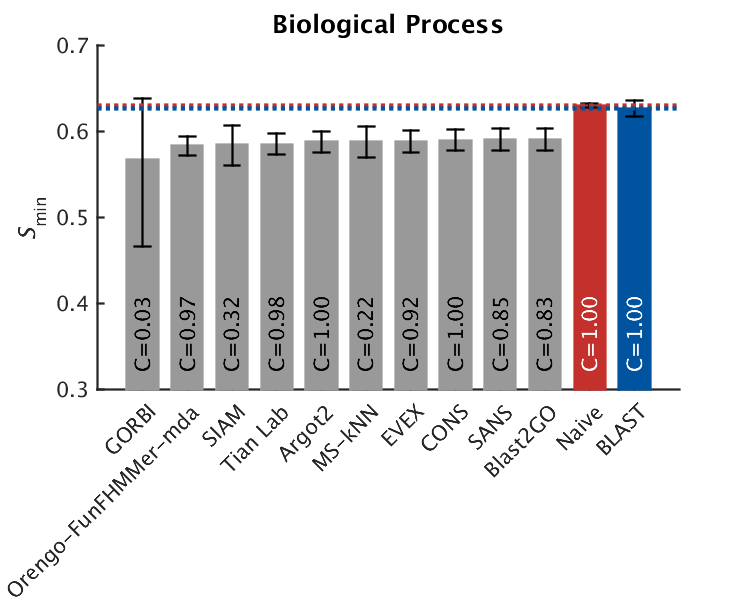 Biological Process
0.7
0.6
0.5
0.4
0.3
Smin
C=0.03
C=0.97
C=0.32
C=0.98
C=1.00
C=0.22
C=0.92
C=1.00
C=0.85
C=0.83
C=1.00
C=1.00
GORBI
Orengo-FunFHMMer-mda
SIAM
Tian Lab
Argot2
MS-kNN
EVEX
CONS
SANS
Blast2GO
Naive
BLAST